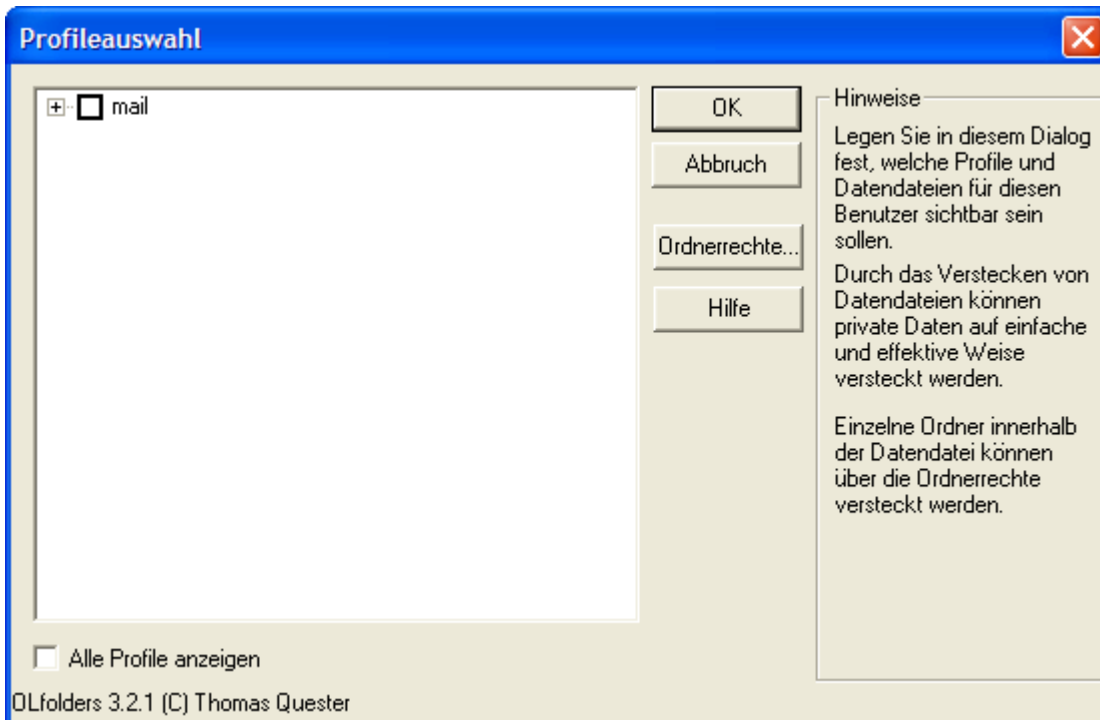 Profileauswahl
mail
OK
Abbruch
Ordnerrechte...
Hilfe
Hinweise
Legen Sie in diesem Dialog
fest, welche Profile und
Datendateien für diesen
Benutzer sichtbar sein
sollen.
Durch das Verstecken von
Datendateien können
private Daten auf einfache
und effektive Weise
versteckt werden.
Einzelne Ordner innerhalb
der Datendatei können
über die Ordnerrechte
versteckt werden.
Alle Profile anzeigen
OLfolders 3.2.1 (C) Thomas Quester